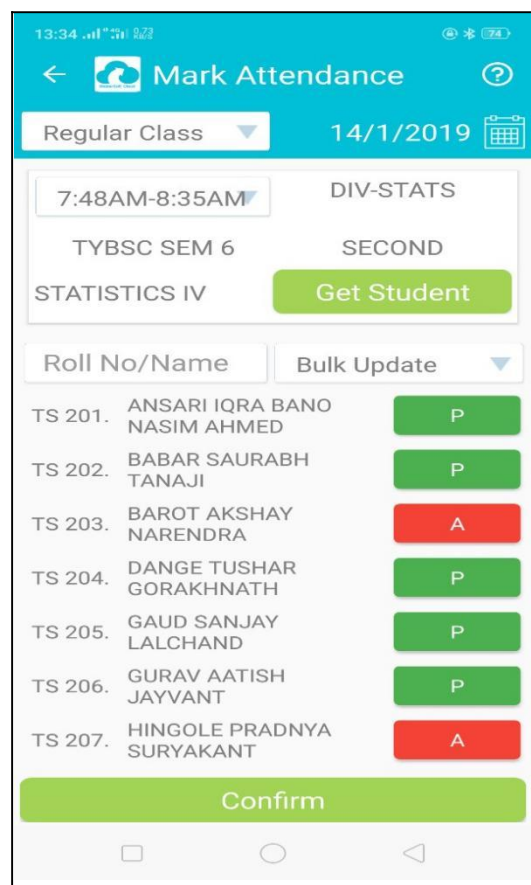 13:34
74
Mark Attendance
Regular Class 14/1/2019
7:48AM-8:35AM DIV-STATS
TYBSC SEM 6 SECOND
STATISTICS IV Get Student
Roll No/Name Bulk Update
TS 201. ANSARI IQRA BANO
NASIM AHMED P
TS 202. BABAR SAURABH
TANAJI P
TS 203. BAROT AKSHAY
NARENDRA A
TS 204. DANGE TUSHAR
GORAKHNATH P
TS 205. GAUD SANJAY
LALCHAND P
TS 206. GURAV AATISH
JAYVANT P
TS 207. HINGOLE PRADNYA
SURYAKANT A
Confirm